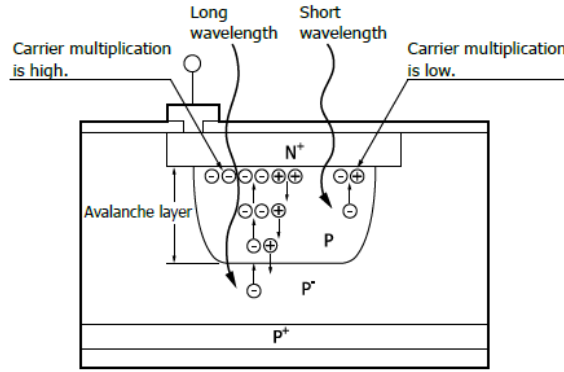 Long
wavelength
Short
wavelength
Carrier multiplication
is high.
Carrier multiplication
is low.
N+
Avalanche layer
P
P-
P+